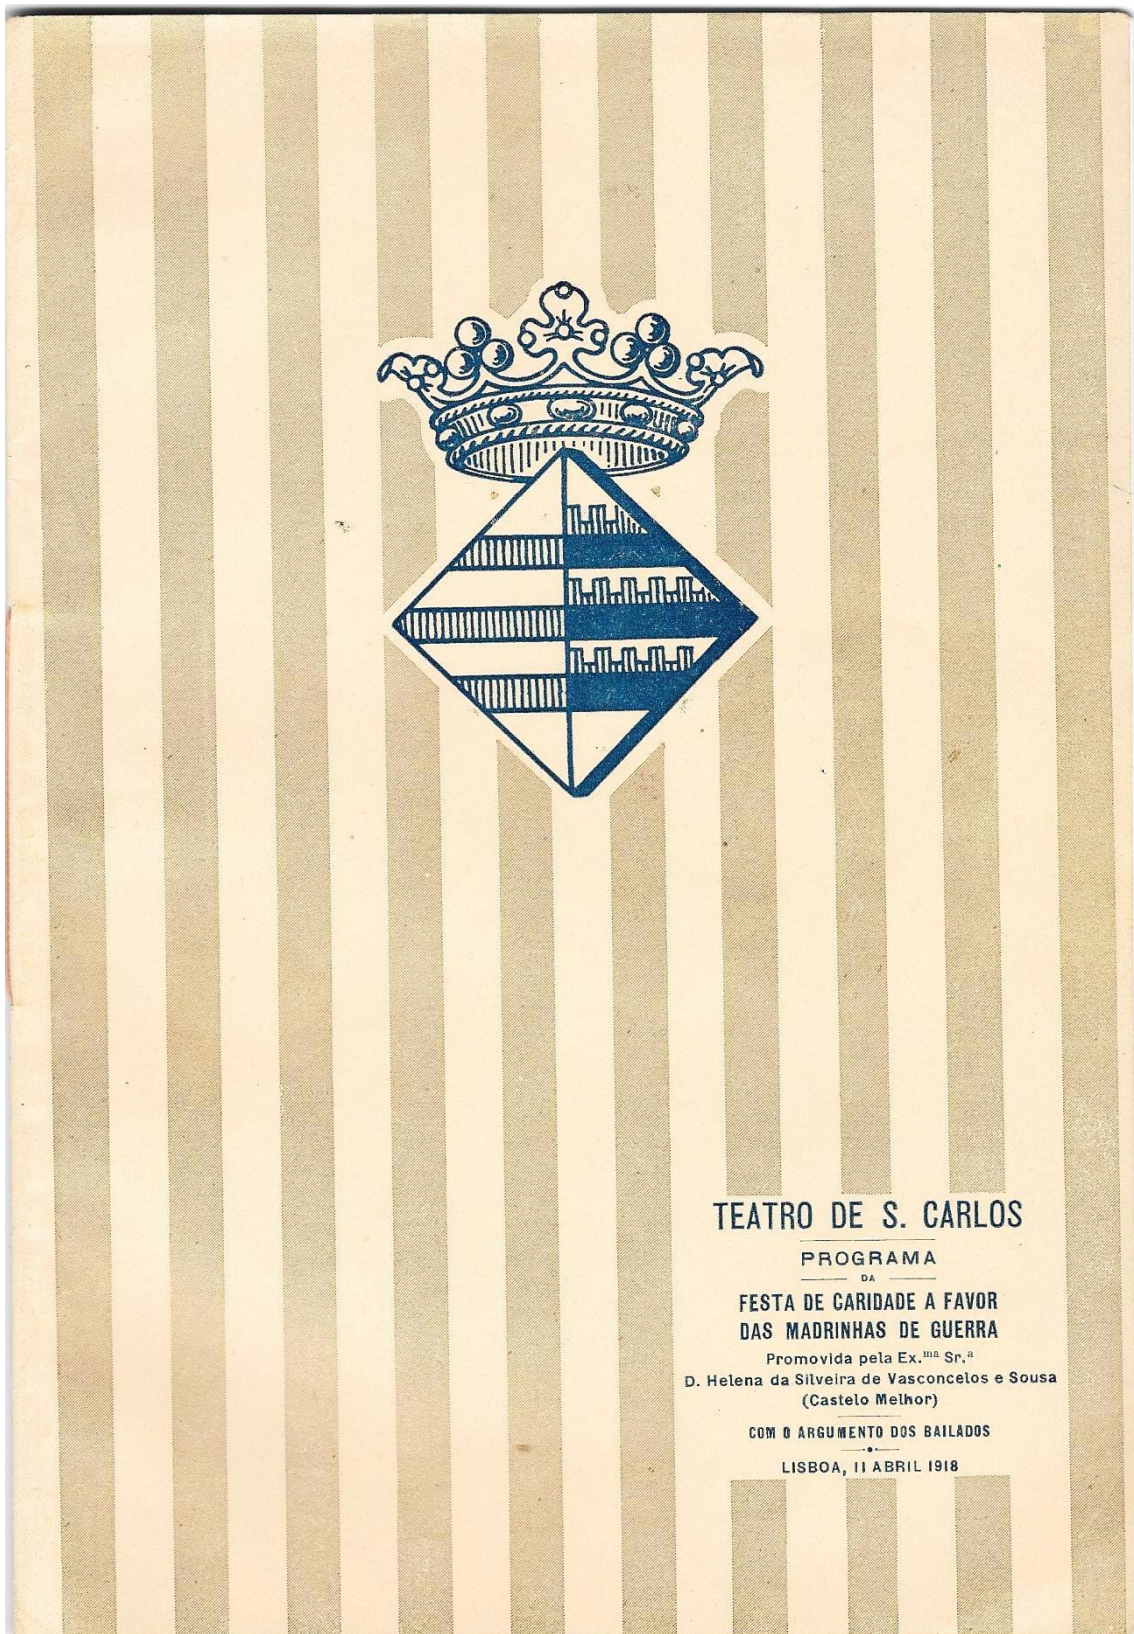 TEATRO DE S. CARLOS
PROGRAMA
DA
FESTA DE CARIDADE A FAVOR
DAS MADRINHAS DE GUERRA
Promovida pela Ex.ᵐᵃ Sr.ᵃ
D. Helena da Silveira de Vasconcelos e Sousa
(Castelo Melhor)
COM O ARGUMENTO DOS BAILADOS
LISBOA, 11 ABRIL 1918